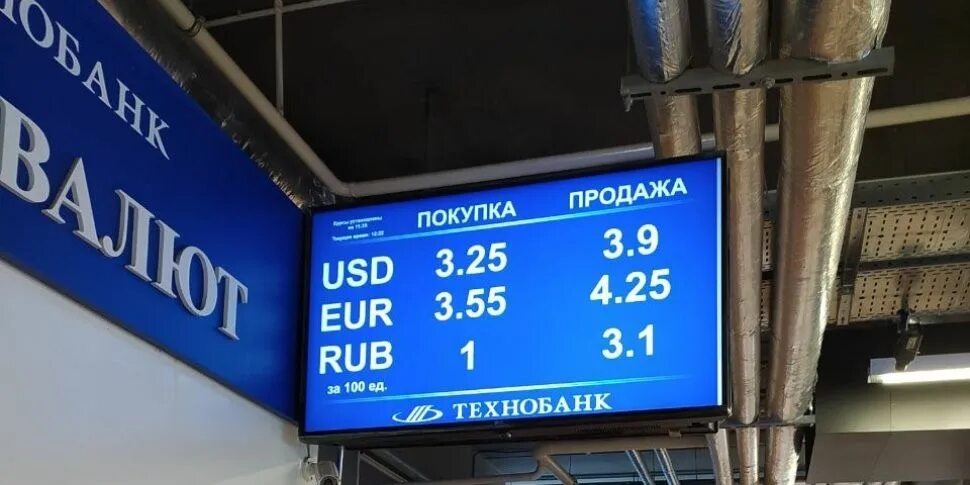 ОБАНК
ВАЛЮТ
ПОКУПКА ПРОДАЖА
USD 3.25 3.9
EUR 3.55 4.25
RUB 1 3.1
за 100 ед.
ТЕХНОБАНК